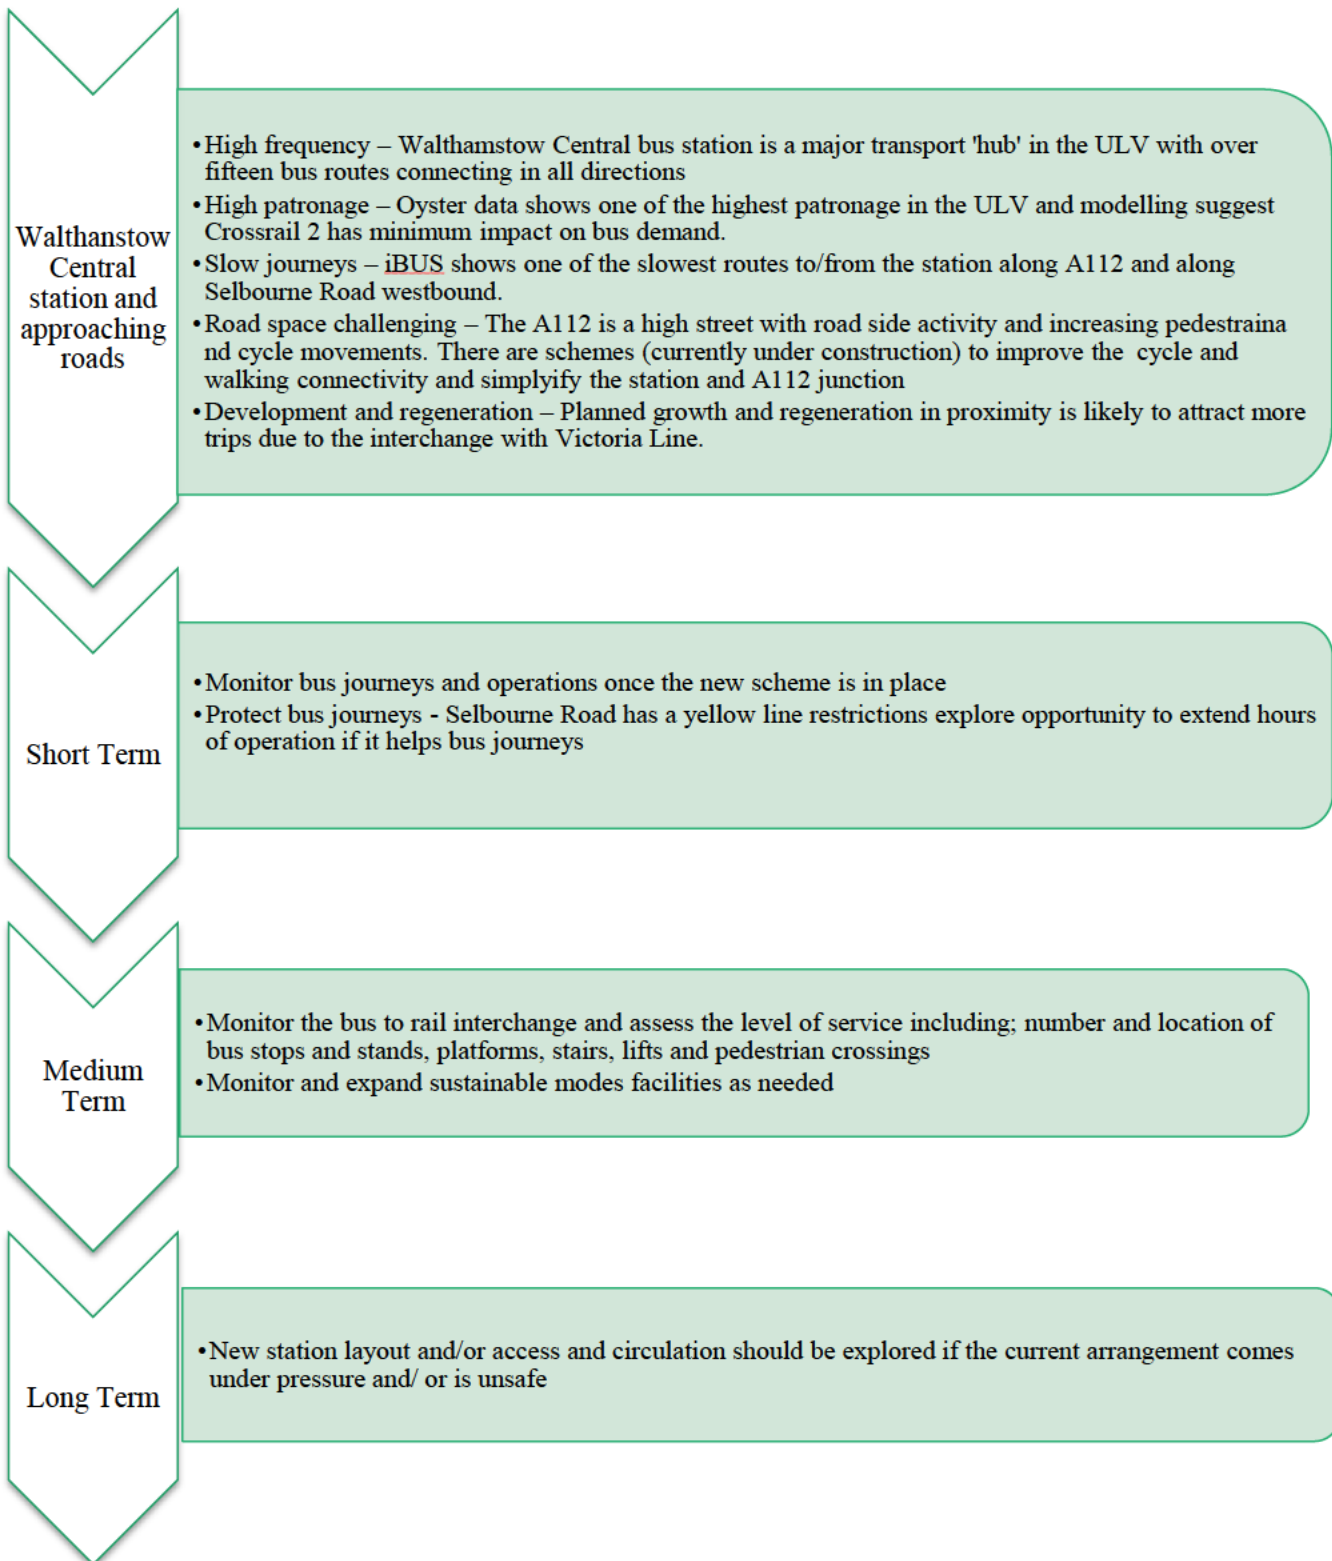 Walthanstow
Central
station and
approaching
roads
•High frequency – Walthamstow Central bus station is a major transport 'hub' in the ULV with over
fifteen bus routes connecting in all directions
•High patronage – Oyster data shows one of the highest patronage in the ULV and modelling suggest
Crossrail 2 has minimum impact on bus demand.
•Slow journeys – iBUS shows one of the slowest routes to/from the station along A112 and along
Selbourne Road westbound.
•Road space challenging – The A112 is a high street with road side activity and increasing pedestraina
nd cycle movements. There are schemes (currently under construction) to improve the cycle and
walking connectivity and simplyify the station and A112 junction
•Development and regeneration – Planned growth and regeneration in proximity is likely to attract more
trips due to the interchange with Victoria Line.
Short Term
•Monitor bus journeys and operations once the new scheme is in place
•Protect bus journeys - Selbourne Road has a yellow line restrictions explore opportunity to extend hours
of operation if it helps bus journeys
Medium
Term
•Monitor the bus to rail interchange and assess the level of service including; number and location of
bus stops and stands, platforms, stairs, lifts and pedestrian crossings
•Monitor and expand sustainable modes facilities as needed
Long Term
•New station layout and/or access and circulation should be explored if the current arrangement comes
under pressure and/ or is unsafe